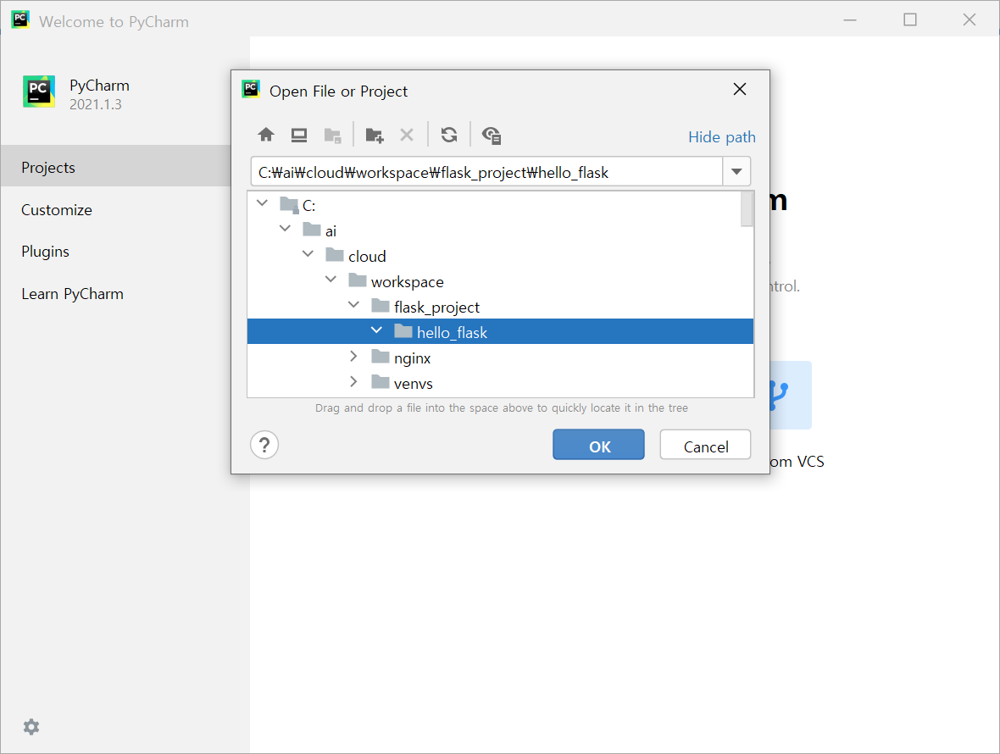 Welcome to PyCharm
PC
PyCharm
2021.1.3
Projects
Customize
Plugins
Learn PyCharm
Open File or Project
Hide path
C:₩ai₩cloud₩workspace₩flask_project₩hello_flask
C:
ai
cloud
workspace
flask_project
hello_flask
nginx
venvs
Drag and drop a file into the space above to quickly locate it in the tree
?
OK
Cancel
m
ntrol.
om VCS